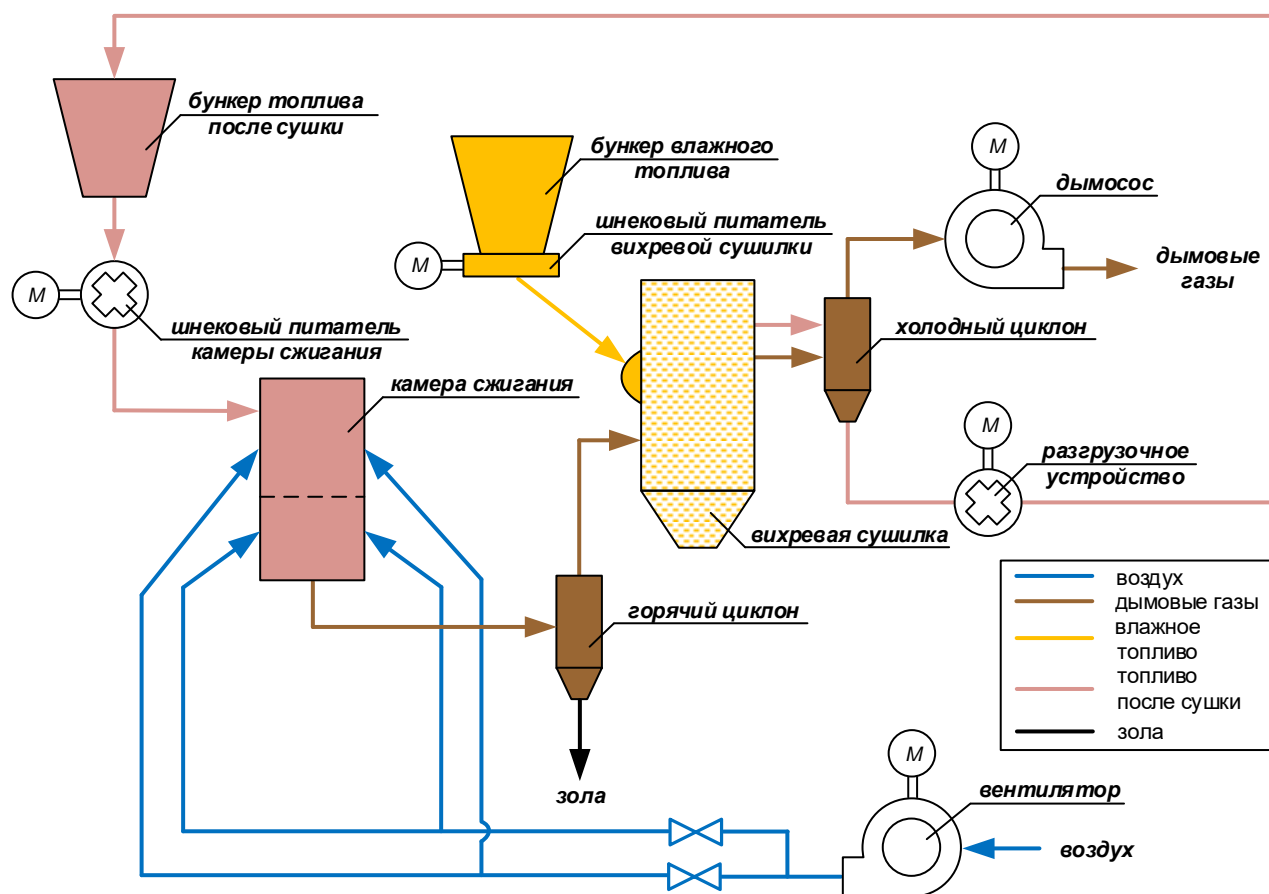 бункер топлива
после сушки
M
шнековый питатель
камеры сжигания
бункер влажного
топлива
M
шнековый питатель
вихревой сушилки
M
дымосос
дымовые
газы
холодный циклон
камера сжигания
M
разгрузочное
устройство
вихревая сушилка
горячий циклон
зола
воздух
дымовые газы
влажное
топливо
топливо
после сушки
зола
M
вентилятор
воздух